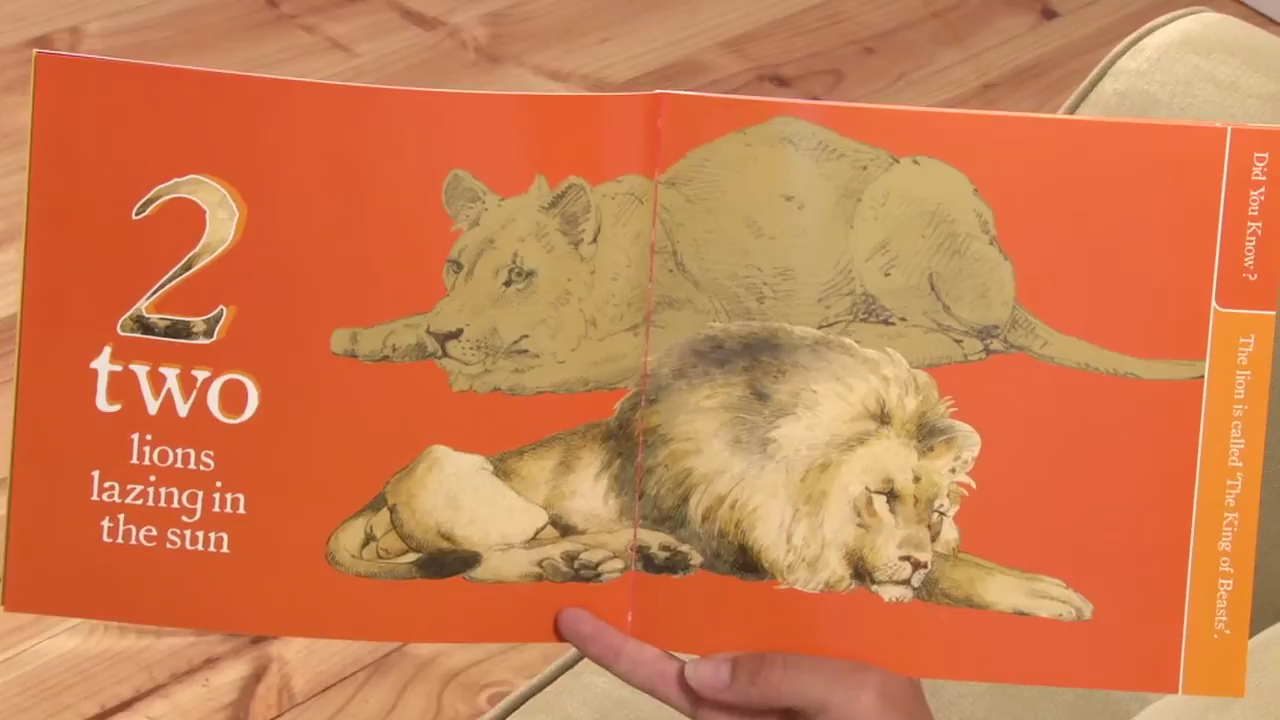 2
two
lions
lazing in
the sun
Did You Know?
The lion is called 'The King of Beasts'.